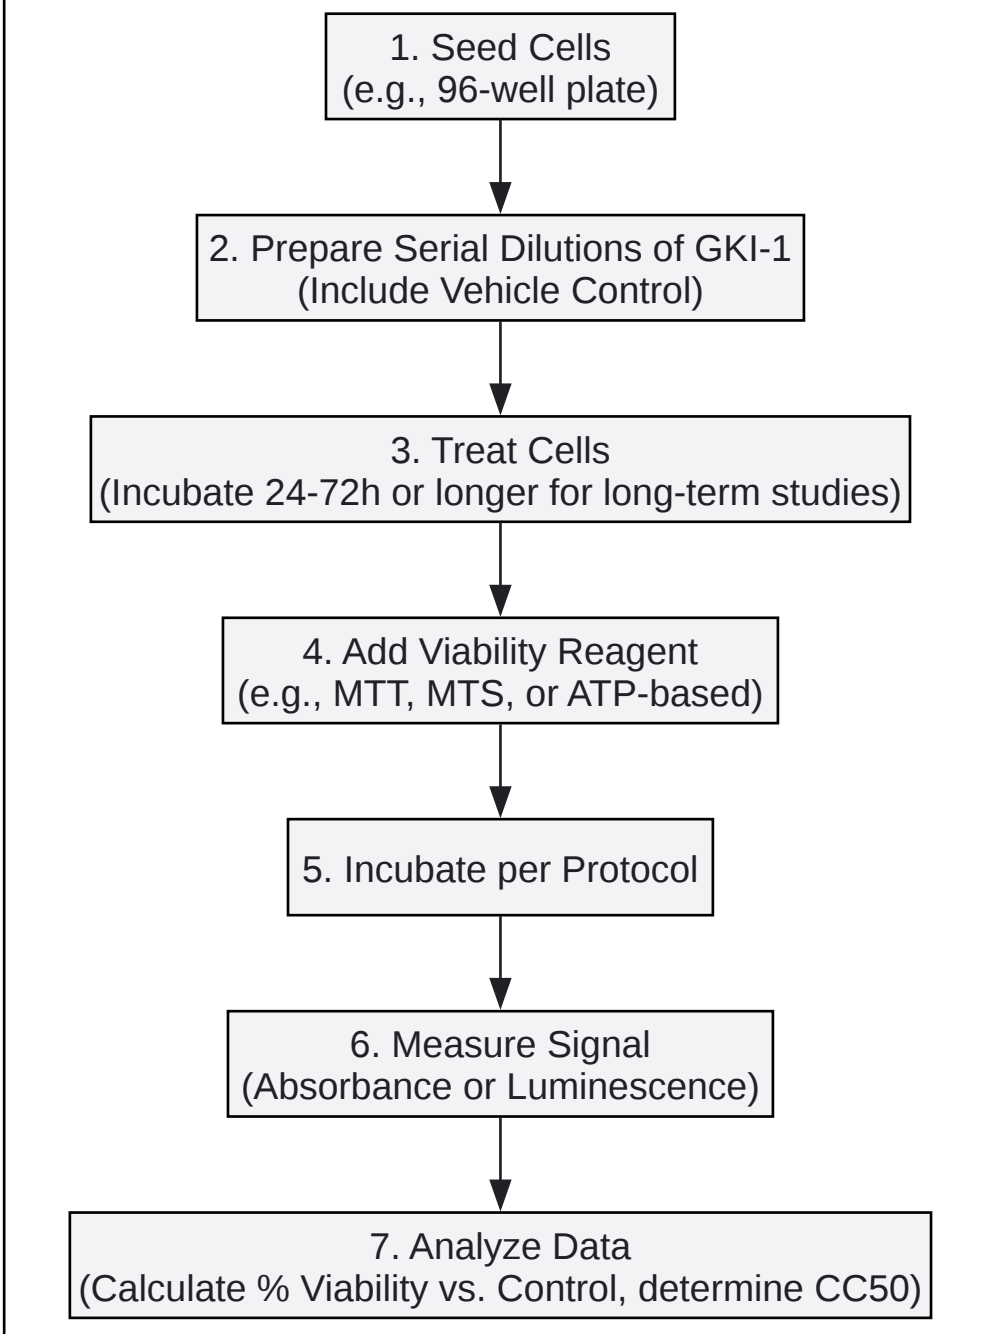 1. Seed Cells
(e.g., 96-well plate)
2. Prepare Serial Dilutions of GKI-1
(Include Vehicle Control)
3. Treat Cells
(Incubate 24-72h or longer for long-term studies)
4. Add Viability Reagent
(e.g., MTT, MTS, or ATP-based)
5. Incubate per Protocol
6. Measure Signal
(Absorbance or Luminescence)
7. Analyze Data
(Calculate % Viability vs. Control, determine CC50)